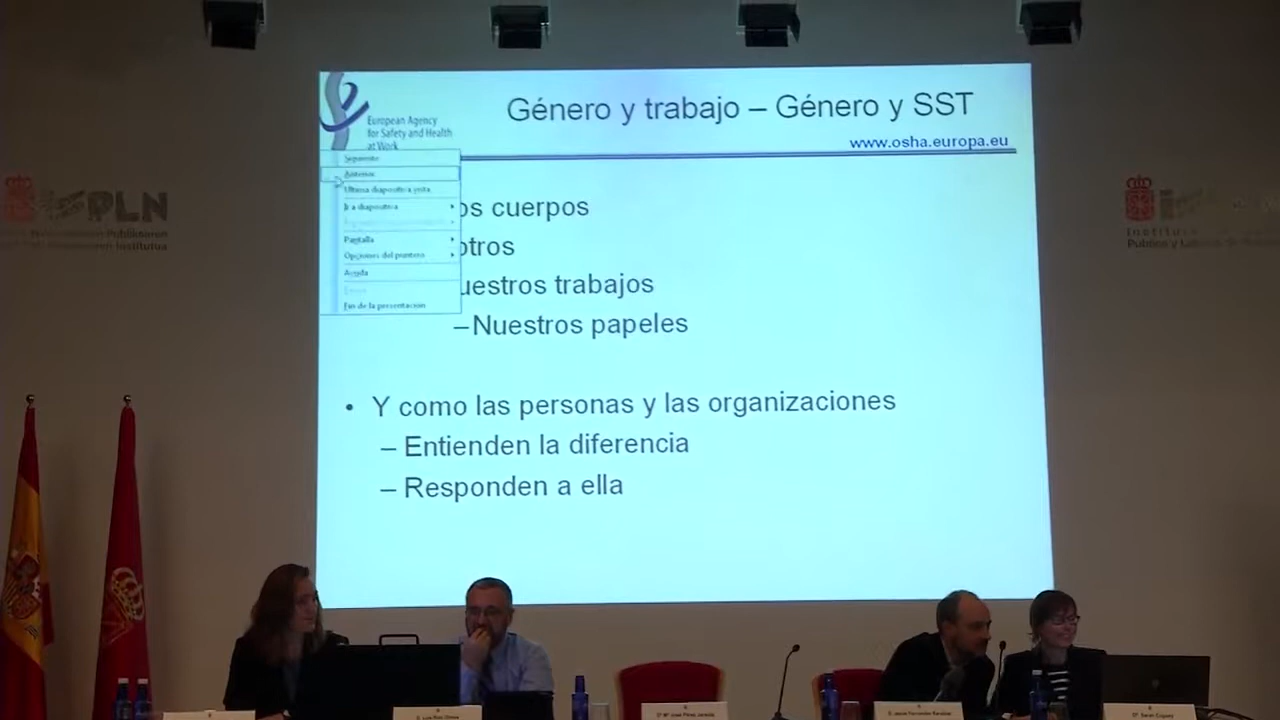 Género y trabajo – Género y SST
European Agency
for Safety and Health
at Work
www.osha.europa.eu
Siguiente
Anterior
Última diapositiva vista
Ir a diapositiva
Pantalla
Opciones del puntero
Ayuda
Fin de la presentación
os cuerpos
otros
uestros trabajos
–Nuestros papeles
• Y como las personas y las organizaciones
– Entienden la diferencia
– Responden a ella
PLN